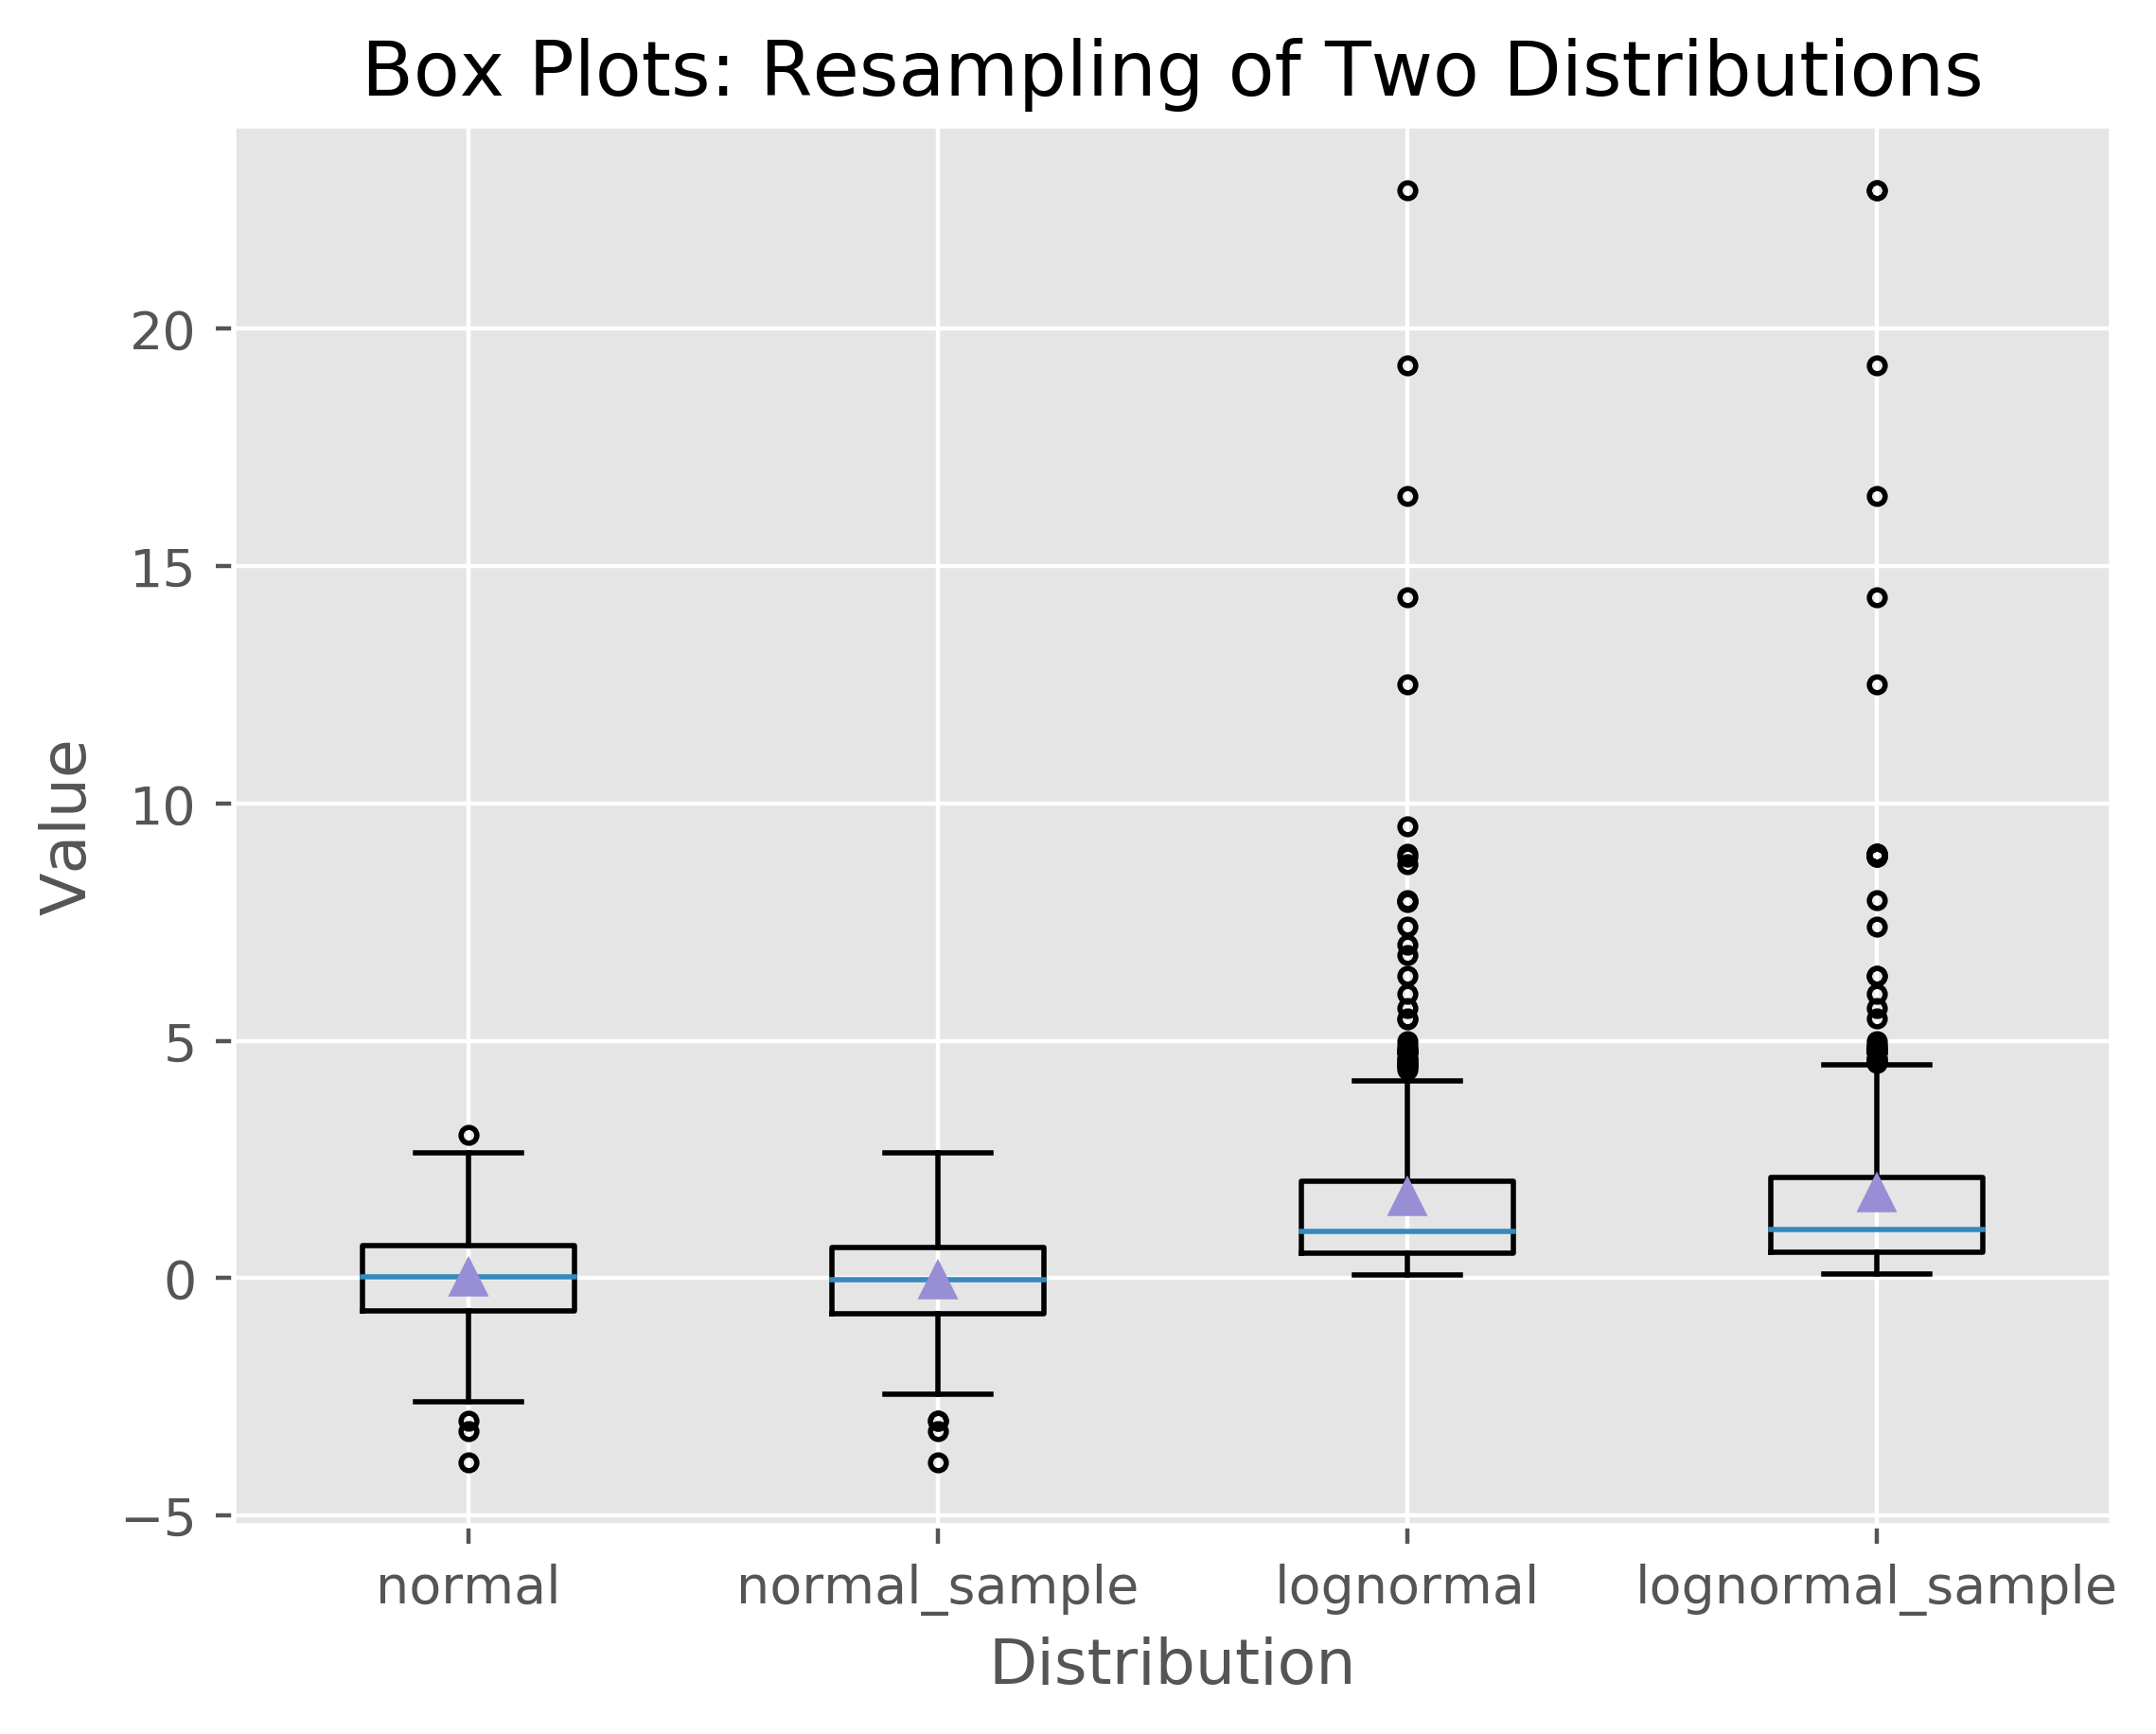 Box Plots: Resampling of Two Distributions
20
15
10
5
0
−5
Value
normal normal_sample lognormal lognormal_sample
Distribution